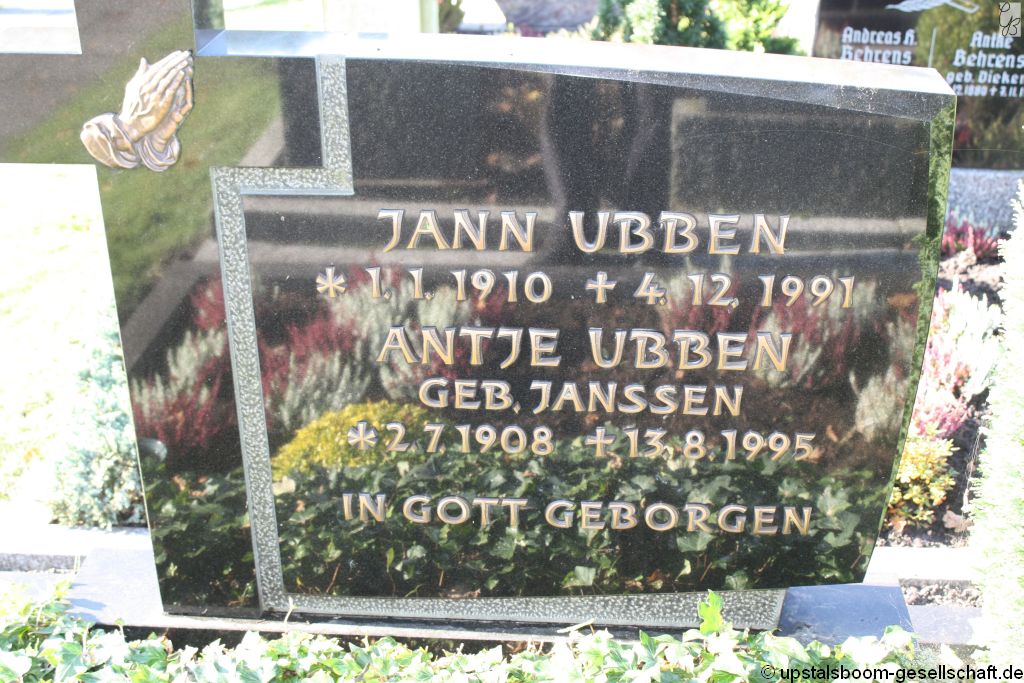 JANN UBBEN
* 1. 1. 1910 + 4. 12. 1991
ANTJE UBBEN
GEB. JANSSEN
* 2. 7. 1908 + 13. 8. 1995
IN GOTT GEBORGEN
Andreas H.
Behrens
Antke
Behrens
geb. Dieken
© upstalsboom-gesellschaft.de